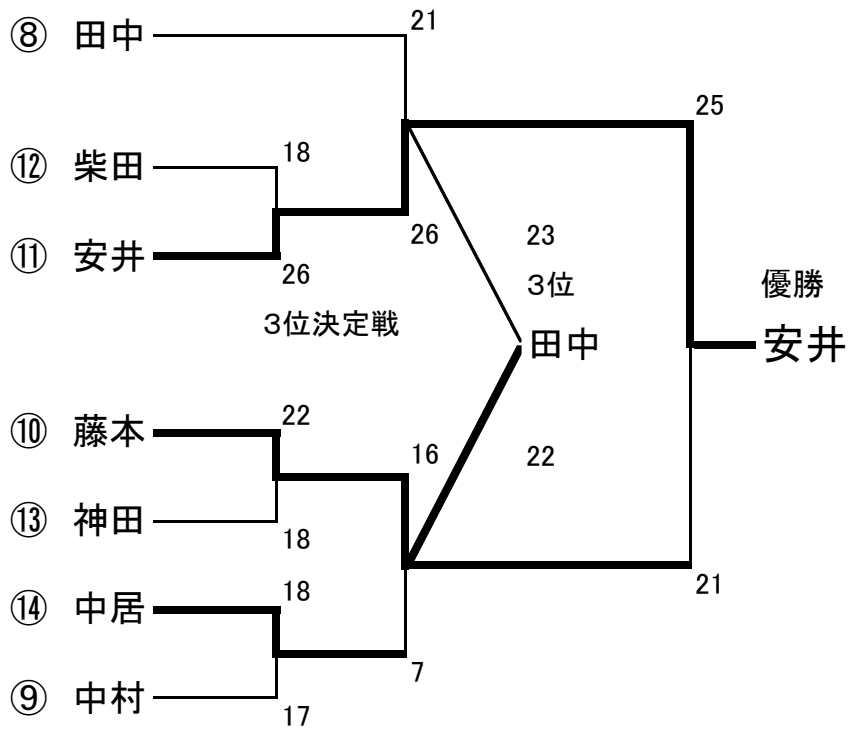 ⑧ 田中
21
25
⑫ 柴田
18
⑪ 安井
26
26
23
3位
優勝
3位決定戦
田中
安井
⑩ 藤本
22
16
22
⑬ 神田
18
⑭ 中居
18
21
7
⑨ 中村
17